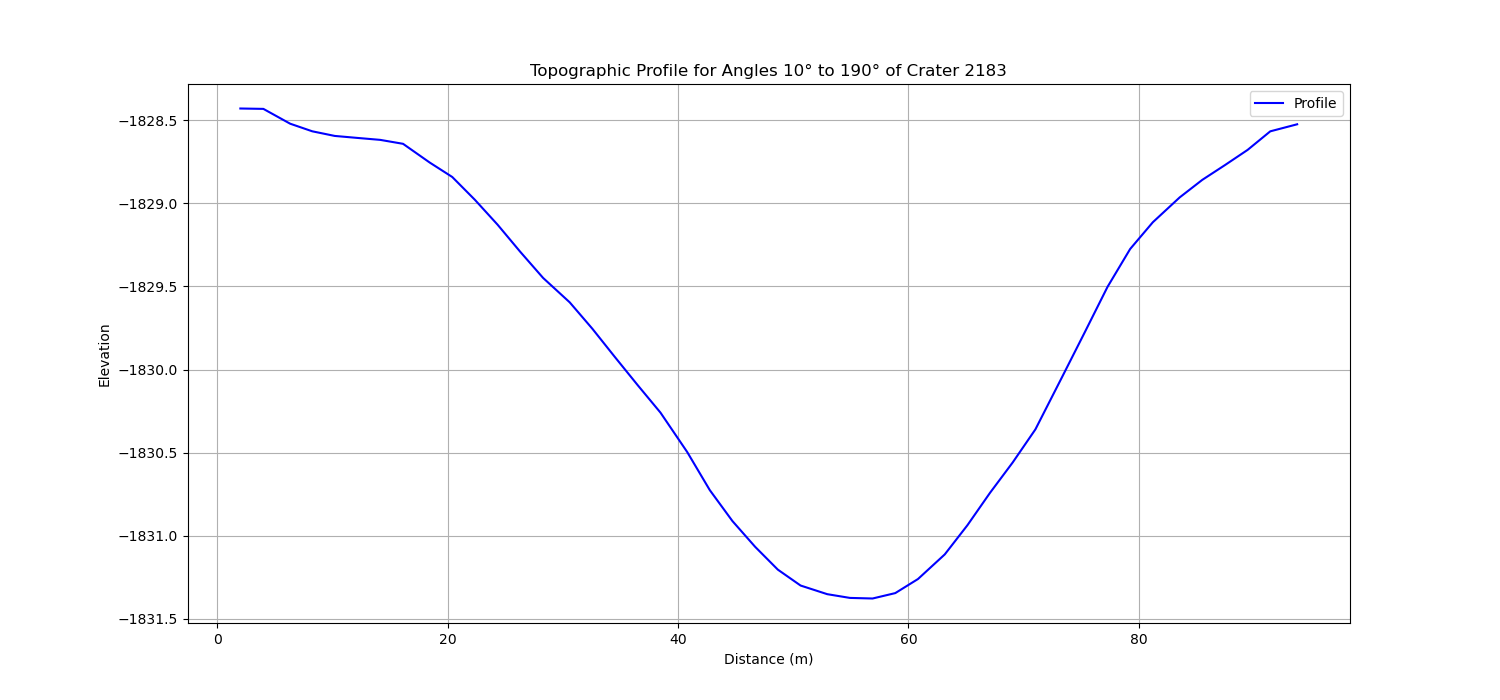 Topographic Profile for Angles 10° to 190° of Crater 2183
Profile
−1828.5
−1829.0
−1829.5
−1830.0
−1830.5
−1831.0
−1831.5
Elevation
0 20 40 60 80
Distance (m)